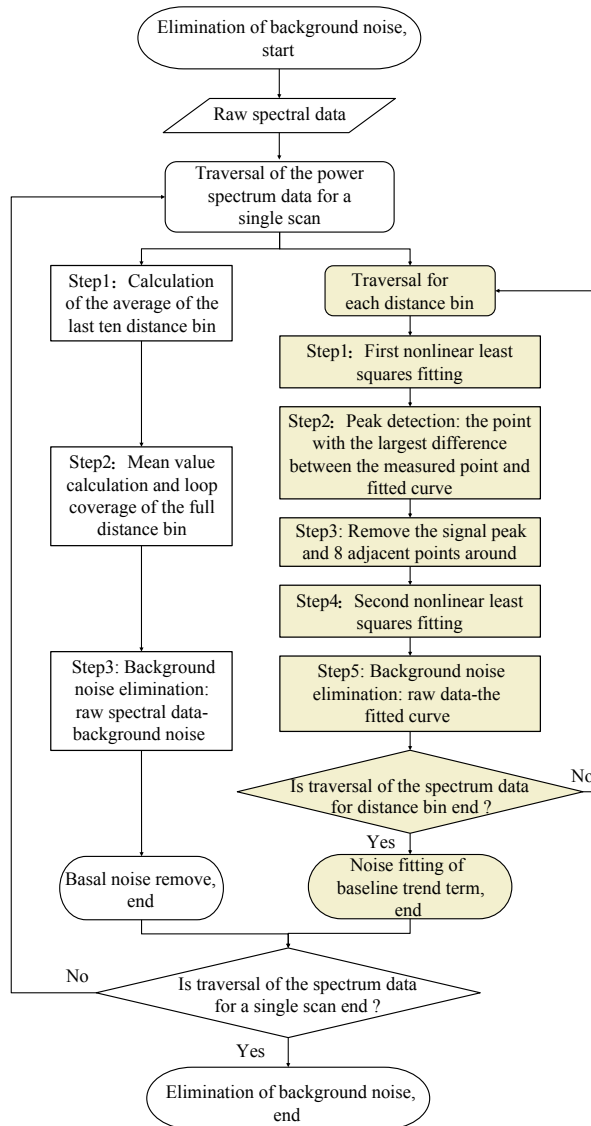 Elimination of background noise,
start
Raw spectral data
Traversal of the power
spectrum data for a
single scan
Step1：Calculation
of the average of the
last ten distance bin
Step2：Mean value
calculation and loop
coverage of the full
distance bin
Step3: Background
noise elimination:
raw spectral data-
background noise
Basal noise remove,
end
Traversal for
each distance bin
Step1：First nonlinear least
squares fitting
Step2：Peak detection: the point
with the largest difference
between the measured point and
fitted curve
Step3: Remove the signal peak
and 8 adjacent points around
Step4：Second nonlinear least
squares fitting
Step5：Background noise
elimination: raw data-the
fitted curve
Is traversal of the spectrum data
for distance bin end ?
No
Yes
Noise fitting of
baseline trend term,
end
No
Is traversal of the spectrum data
for a single scan end ?
Yes
Elimination of background noise,
end